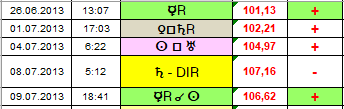 26.06.2013 13:07 ☿R 101,13 +
01.07.2013 17:03 ♀□♄R 102,21 +
04.07.2013 6:22 ☉ □ ♅ 104,97 +
08.07.2013 5:12 ♄ - DIR 107,16 -
09.07.2013 18:41 ☿R ☌ ☉ 106,62 +